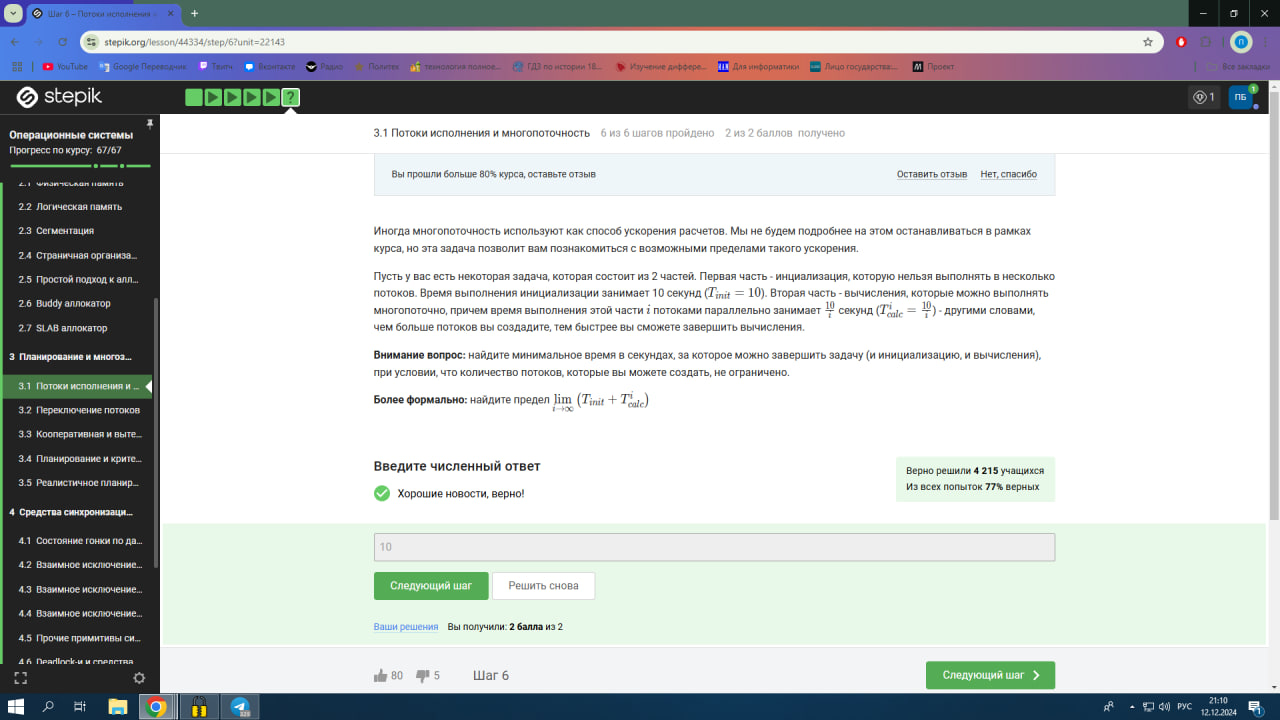 Шаг 6 – Потоки исполнения и
stepik.org/lesson/44334/step/6?unit=22143
YouTube
Google Переводчик
Твитч
Вконтакте
Радио
Политех
технология полное...
ГДЗ по истории 18...
Изучение диффере...
Для информатики
Лицо государства:...
Проект
Все закладки
stepik
?
1
ПБ
1
Операционные системы
Прогресс по курсу: 67/67
2.1 Физическая память
2.2 Логическая память
2.3 Сегментация
2.4 Страничная организа...
2.5 Простой подход к алл...
2.6 Buddy аллокатор
2.7 SLAB аллокатор
3 Планирование и многоз...
3.1 Потоки исполнения и ...
3.2 Переключение потоков
3.3 Кооперативная и выте...
3.4 Планирование и крите...
3.5 Реалистичное планир...
4 Средства синхронизаци...
4.1 Состояние гонки по да...
4.2 Взаимное исключение...
4.3 Взаимное исключение...
4.4 Взаимное исключение...
4.5 Прочие примитивы си...
4.6 Deadlock-и и средства
3.1 Потоки исполнения и многопоточность 6 из 6 шагов пройдено 2 из 2 баллов получено
Вы прошли больше 80% курса, оставьте отзыв
Оставить отзыв
Нет, спасибо
Иногда многопоточность используют как способ ускорения расчетов. Мы не будем подробнее на этом останавливаться в рамках
курса, но эта задача позволит вам познакомиться с возможными пределами такого ускорения.
Пусть у вас есть некоторая задача, которая состоит из 2 частей. Первая часть - инциализация, которую нельзя выполнять в несколько
потоков. Время выполнения инициализации занимает 10 секунд (T_init = 10). Вторая часть - вычисления, которые можно выполнять
многопоточно, причем время выполнения этой части i потоками параллельно занимает 10/i секунд (T^i_calc = 10/i) - другими словами,
чем больше потоков вы создадите, тем быстрее вы сможете завершить вычисления.
Внимание вопрос: найдите минимальное время в секундах, за которое можно завершить задачу (и инициализацию, и вычисления),
при условии, что количество потоков, которые вы можете создать, не ограничено.
Более формально: найдите предел lim i→∞ (T_init + T^i_calc)
Введите численный ответ
Хорошие новости, верно!
Верно решили 4 215 учащихся
Из всех попыток 77% верных
10
Следующий шаг
Решить снова
Ваши решения Вы получили: 2 балла из 2
80
5
Шаг 6
Следующий шаг
РУС
21:10
12.12.2024
1